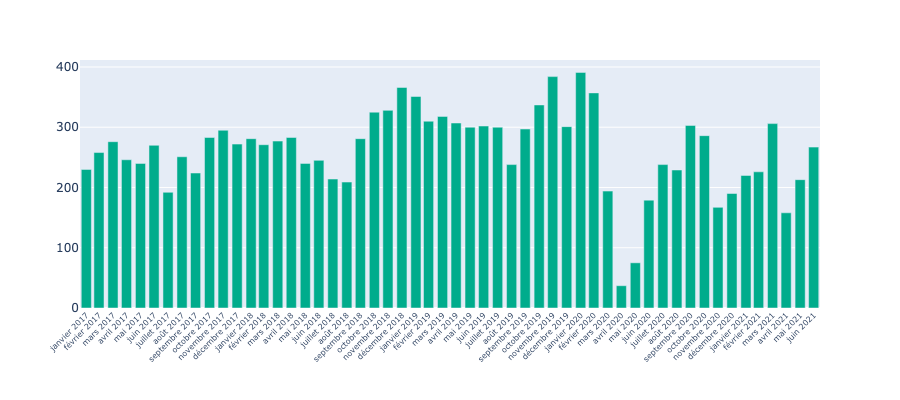 400
300
200
100
0
janvier 2017
février 2017
mars 2017
avril 2017
mai 2017
juin 2017
juillet 2017
août 2017
septembre 2017
octobre 2017
novembre 2017
décembre 2017
janvier 2018
février 2018
mars 2018
avril 2018
mai 2018
juin 2018
juillet 2018
août 2018
septembre 2018
octobre 2018
novembre 2018
décembre 2018
janvier 2019
février 2019
mars 2019
avril 2019
mai 2019
juin 2019
juillet 2019
août 2019
septembre 2019
octobre 2019
novembre 2019
décembre 2019
janvier 2020
février 2020
mars 2020
avril 2020
mai 2020
juin 2020
juillet 2020
août 2020
septembre 2020
octobre 2020
novembre 2020
décembre 2020
janvier 2021
février 2021
mars 2021
avril 2021
mai 2021
juin 2021